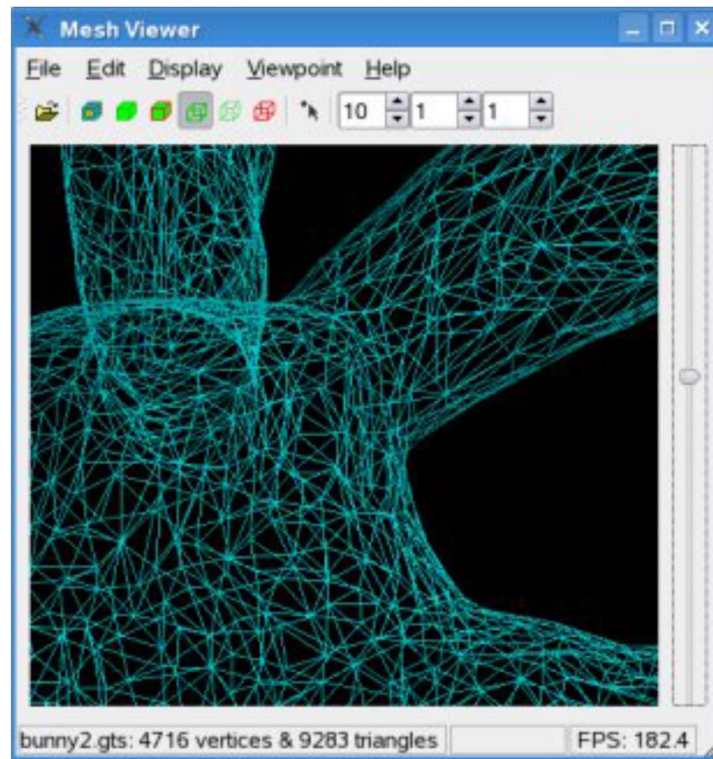 Mesh Viewer
File Edit Display Viewpoint Help
10 1 1
bunny2.gts: 4716 vertices & 9283 triangles FPS: 182.4